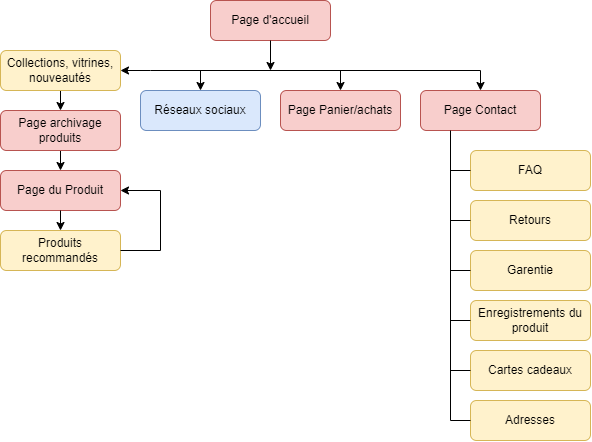 Page d'accueil
Collections, vitrines,
nouveautés
Réseaux sociaux
Page Panier/achats
Page Contact
Page archivage
produits
Page du Produit
Produits
recommandés
FAQ
Retours
Garentie
Enregistrements du
produit
Cartes cadeaux
Adresses